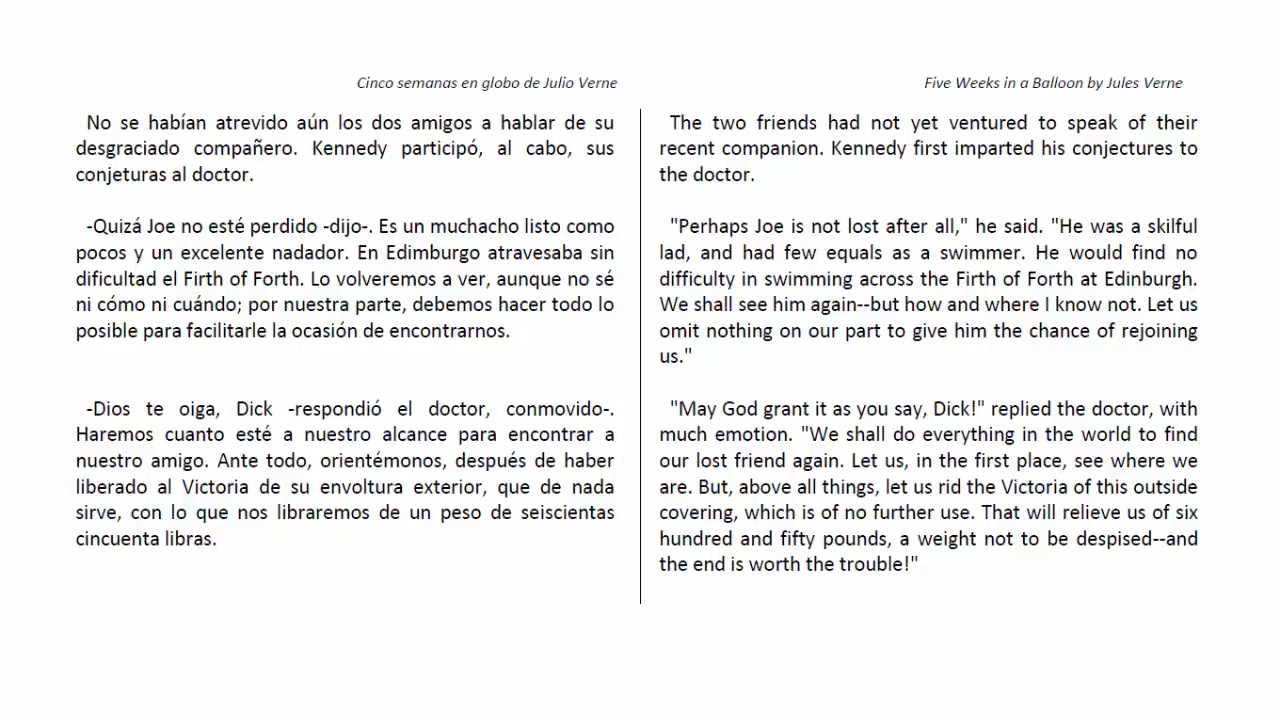 Cinco semanas en globo de Julio Verne
No se habían atrevido aún los dos amigos a hablar de su
desgraciado compañero. Kennedy participó, al cabo, sus
conjeturas al doctor.
-Quizá Joe no esté perdido -dijo-. Es un muchacho listo como
pocos y un excelente nadador. En Edimburgo atravesaba sin
dificultad el Firth of Forth. Lo volveremos a ver, aunque no sé
ni cómo ni cuándo; por nuestra parte, debemos hacer todo lo
posible para facilitarle la ocasión de encontrarnos.
-Dios te oiga, Dick -respondió el doctor, conmovido-.
Haremos cuanto esté a nuestro alcance para encontrar a
nuestro amigo. Ante todo, orientémonos, después de haber
liberado al Victoria de su envoltura exterior, que de nada
sirve, con lo que nos libraremos de un peso de seiscientas
cincuenta libras.
Five Weeks in a Balloon by Jules Verne
The two friends had not yet ventured to speak of their
recent companion. Kennedy first imparted his conjectures to
the doctor.
"Perhaps Joe is not lost after all," he said. "He was a skilful
lad, and had few equals as a swimmer. He would find no
difficulty in swimming across the Firth of Forth at Edinburgh.
We shall see him again--but how and where I know not. Let us
omit nothing on our part to give him the chance of rejoining
us."
"May God grant it as you say, Dick!" replied the doctor, with
much emotion. "We shall do everything in the world to find
our lost friend again. Let us, in the first place, see where we
are. But, above all things, let us rid the Victoria of this outside
covering, which is of no further use. That will relieve us of six
hundred and fifty pounds, a weight not to be despised--and
the end is worth the trouble!"